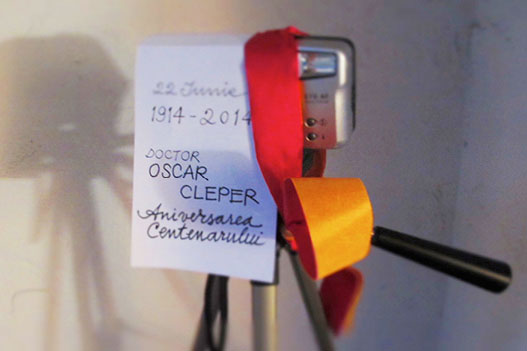 22 Iunie
1914-2014
DOCTOR
OSCAR
CLEPER
Aniversarea
Centenarului